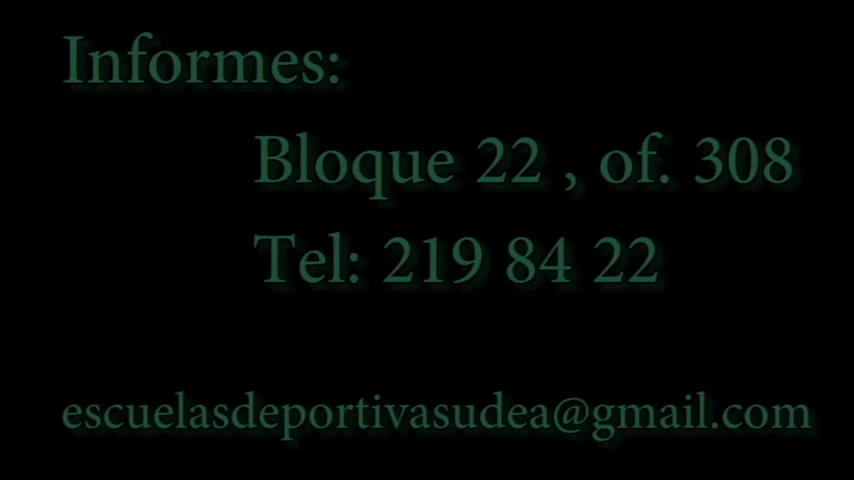 Informes:
Bloque 22 , of. 308
Tel: 219 84 22
escuelasdeportivasudea@gmail.com